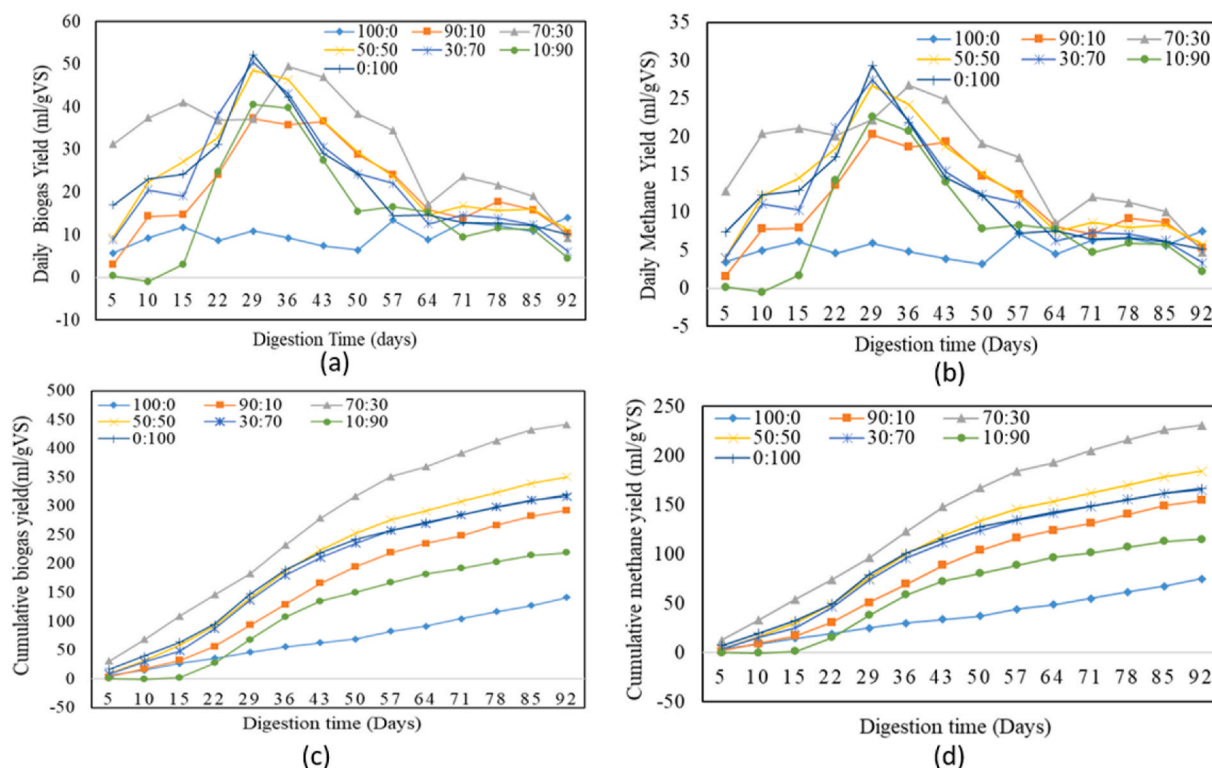 60
50
40
30
20
10
0
-10
Daily Biogas Yield (ml/gVS)
100:0 90:10 70:30
50:50 30:70 10:90
0:100
5 10 15 22 29 36 43 50 57 64 71 78 85 92
Digestion Time (days)
(a)
35
30
25
20
15
10
5
0
-5
Daily Methane Yield (ml/gVS)
100:0 90:10 70:30
50:50 30:70 10:90
0:100
5 10 15 22 29 36 43 50 57 64 71 78 85 92
Digestion time (Days)
(b)
500
450
400
350
300
250
200
150
100
50
0
-50
Cumulative biogas yield(ml/gVS)
100:0 90:10 70:30
50:50 30:70 10:90
0:100
5 10 15 22 29 36 43 50 57 64 71 78 85 92
Digestion time (Days)
(c)
250
200
150
100
50
0
-50
Cumulative methane yield (ml/gVS)
100:0 90:10 70:30
50:50 30:70 10:90
0:100
5 10 15 22 29 36 43 50 57 64 71 78 85 92
Digestion time (Days)
(d)